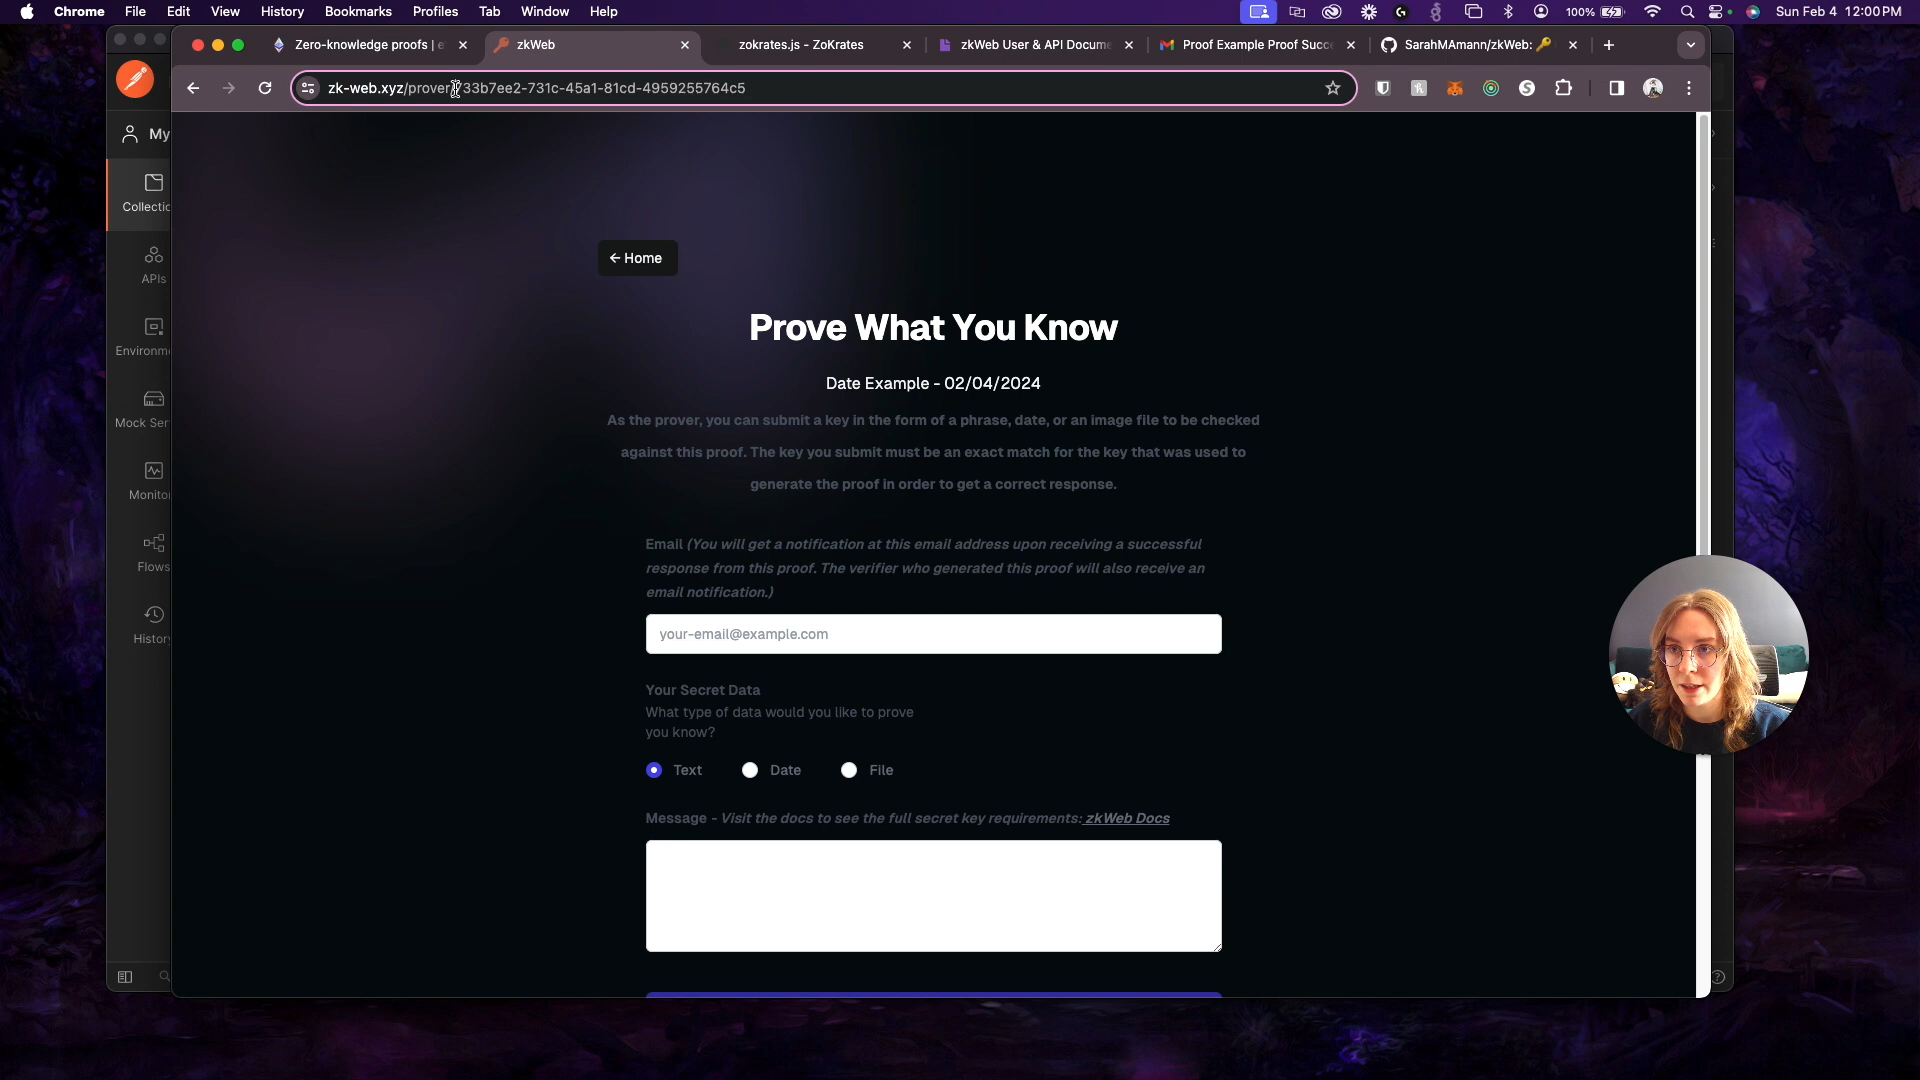 Chrome File Edit View History Bookmarks Profiles Tab Window Help 100% Sun Feb 4 12:00 PM
Zero-knowledge proofs | e zkWeb zokrates.js - ZoKrates zkWeb User & API Docume Proof Example Proof Succe SarahMAmann/zkWeb: 🔑
zk-web.xyz/prover/733b7ee2-731c-45a1-81cd-4959255764c5
My
Collectio
APIs
Environme
Mock Ser
Monitor
Flows
History
← Home
Prove What You Know
Date Example - 02/04/2024
As the prover, you can submit a key in the form of a phrase, date, or an image file to be checked
against this proof. The key you submit must be an exact match for the key that was used to
generate the proof in order to get a correct response.
Email (You will get a notification at this email address upon receiving a successful
response from this proof. The verifier who generated this proof will also receive an
email notification.)
your-email@example.com
Your Secret Data
What type of data would you like to prove
you know?
Text Date File
Message - Visit the docs to see the full secret key requirements: zkWeb Docs